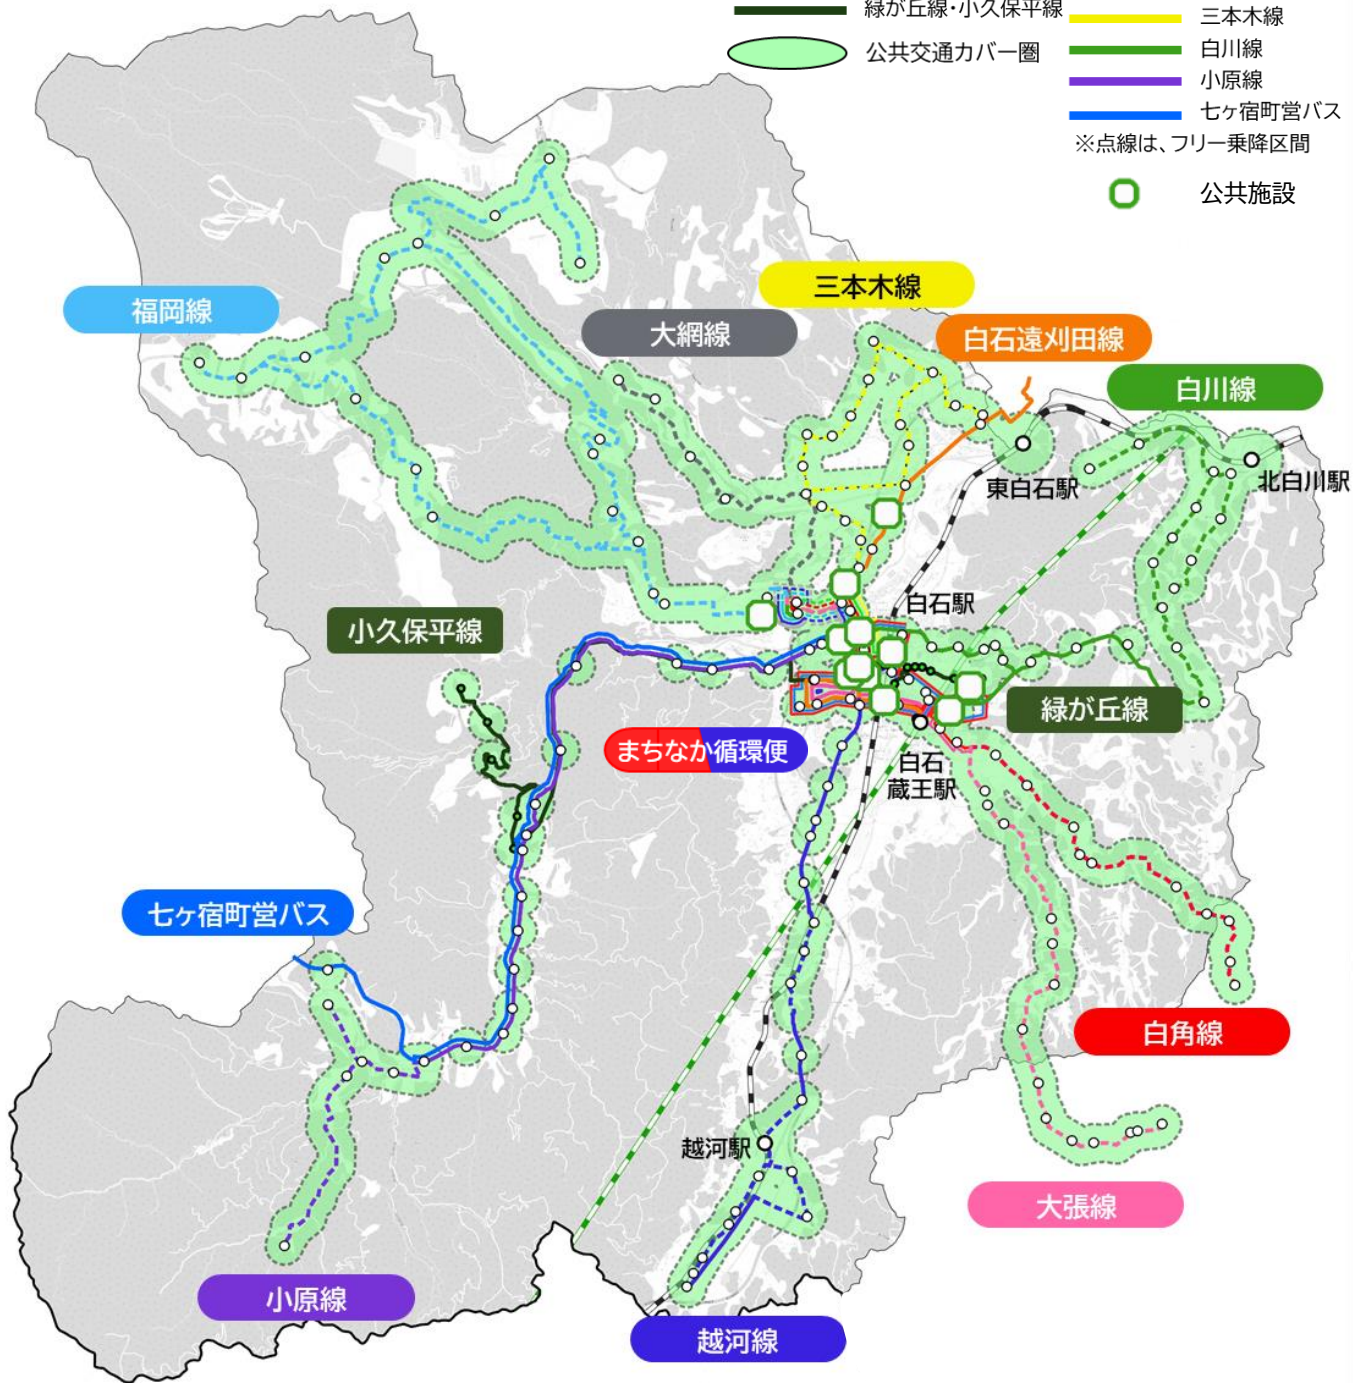 緑が丘線・小久保平線
公共交通カバー圏
三本木線
白川線
小原線
七ヶ宿町営バス
※点線は、フリー乗降区間
公共施設
三本木線
福岡線
大網線
白石遠刈田線
白川線
東白石駅
北白川駅
白石駅
小久保平線
緑が丘線
まちなか循環便
白石
蔵王駅
七ヶ宿町営バス
白角線
越河駅
大張線
小原線
越河線